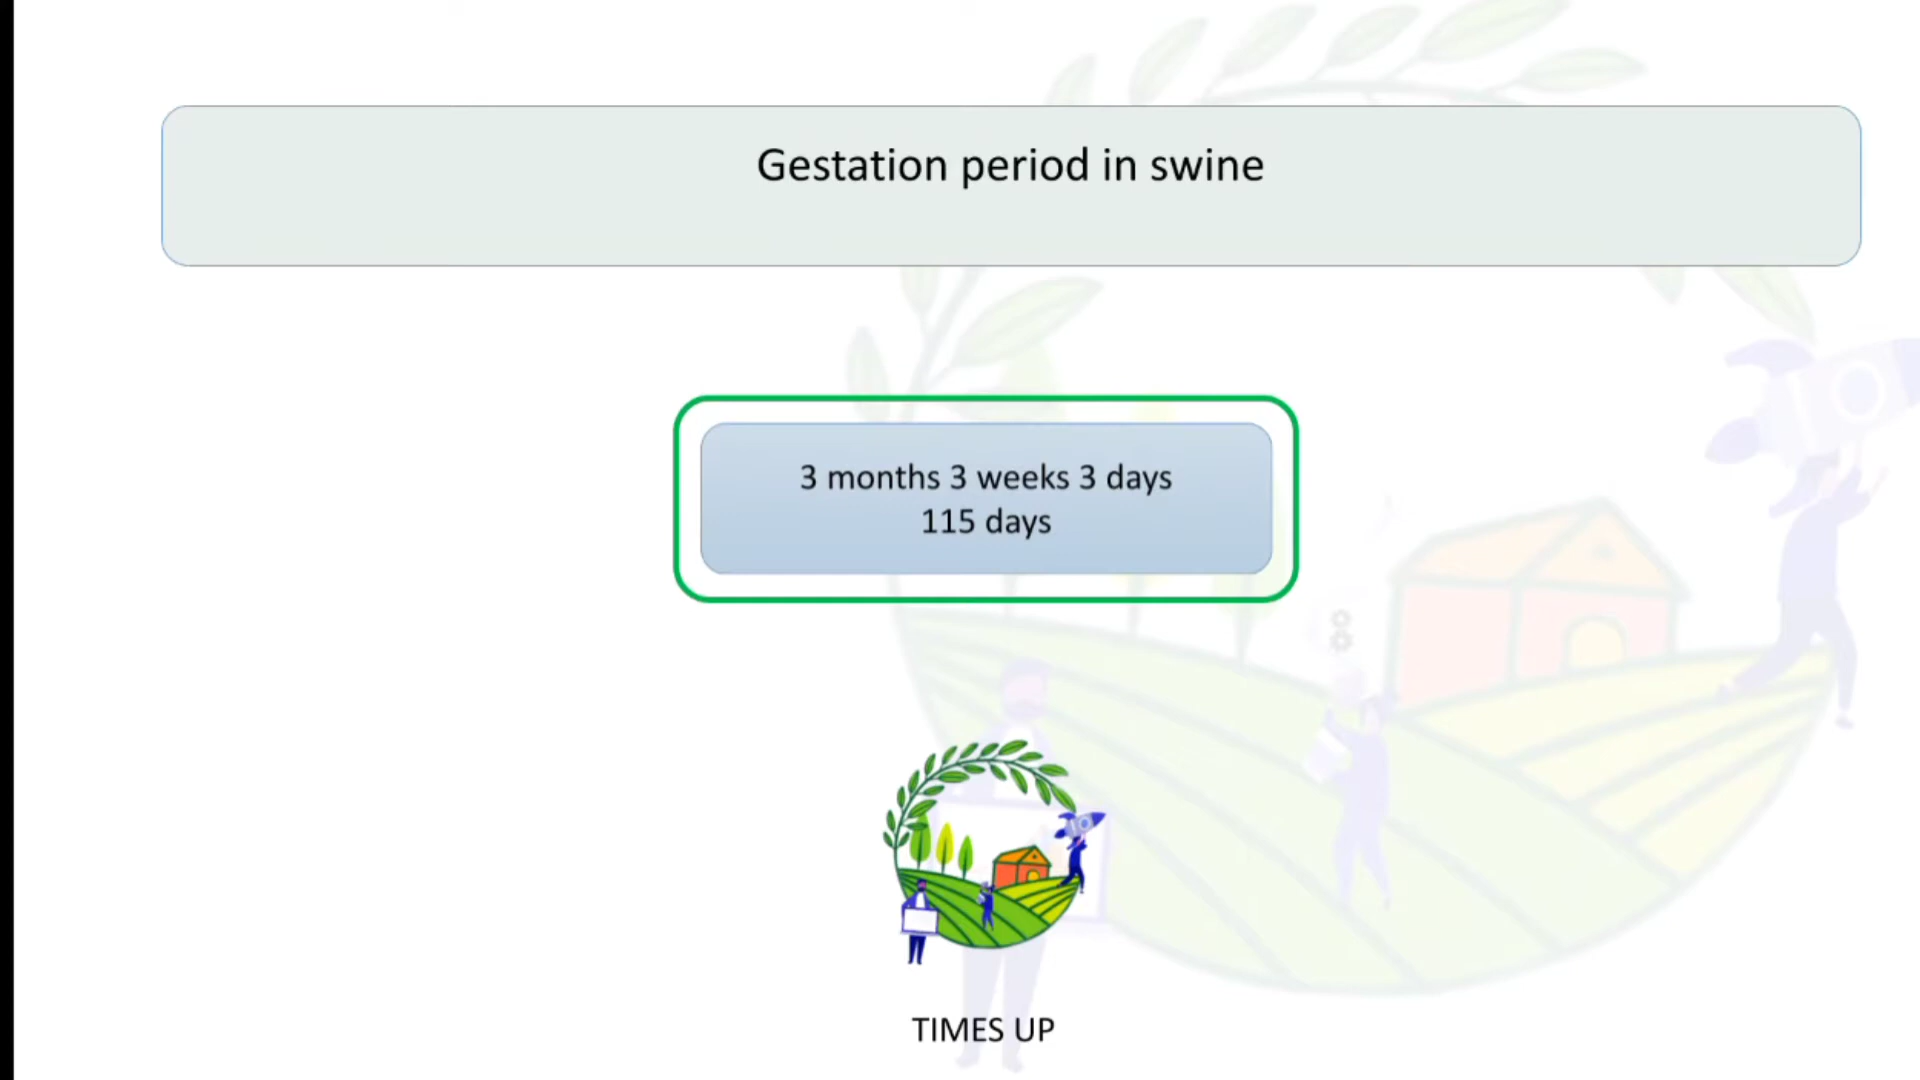 Gestation period in swine
3 months 3 weeks 3 days
115 days
TIMES UP